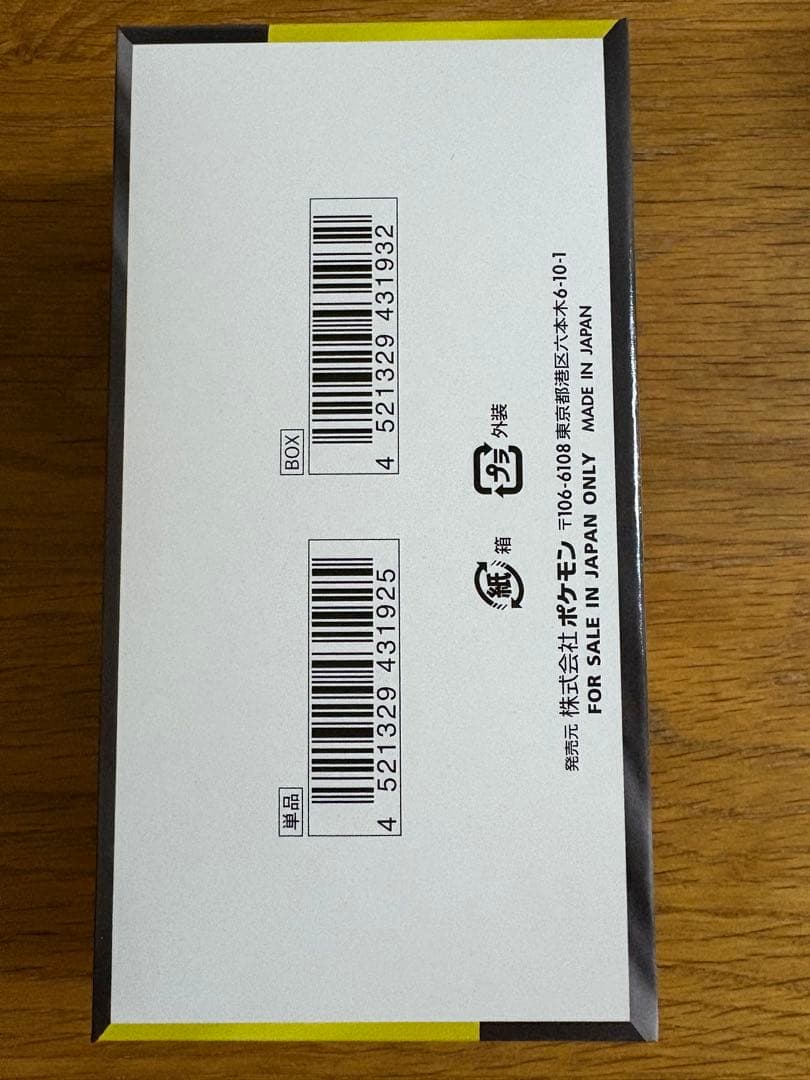 単品
4 521329 431925
BOX
4 521329 431932
紙 箱
プラ 外装
発売元 株式会社 ポケモン 〒106-6108 東京都港区六本木6-10-1
FOR SALE IN JAPAN ONLY MADE IN JAPAN